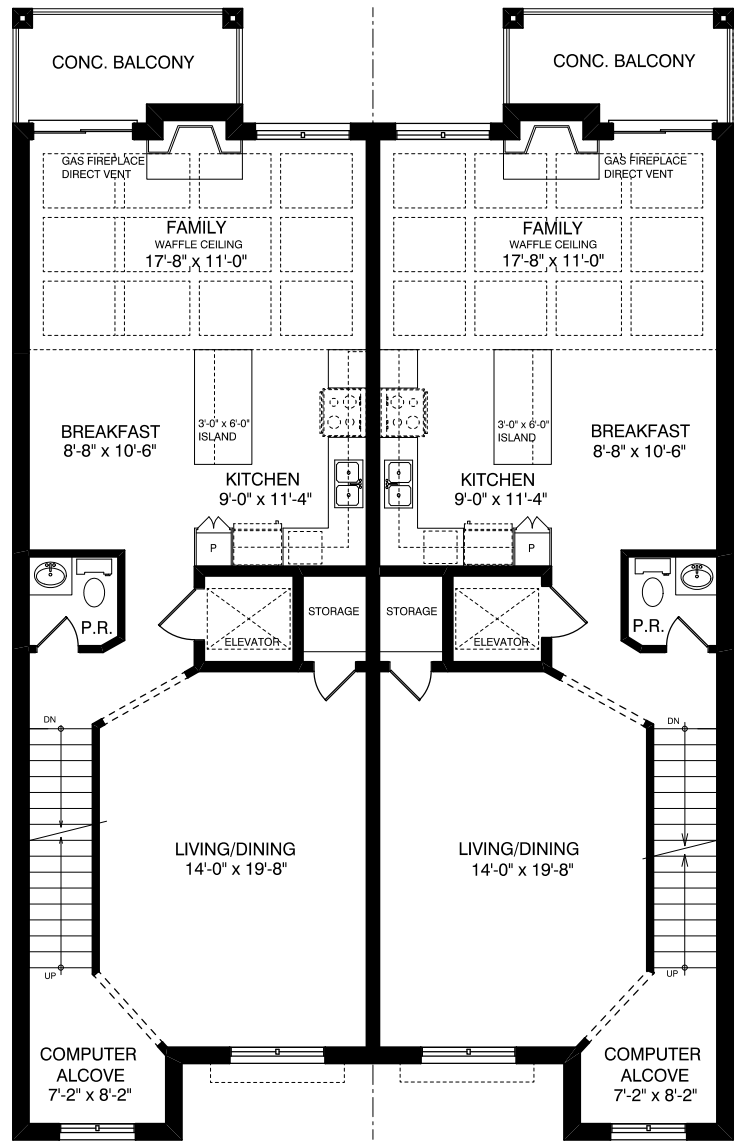 CONC. BALCONY
CONC. BALCONY
GAS FIREPLACE
DIRECT VENT
GAS FIREPLACE
DIRECT VENT
FAMILY
WAFFLE CEILING
17'-8" x 11'-0"
FAMILY
WAFFLE CEILING
17'-8" x 11'-0"
BREAKFAST
8'-8" x 10'-6"
3'-0" x 6'-0"
ISLAND
3'-0" x 6'-0"
ISLAND
BREAKFAST
8'-8" x 10'-6"
KITCHEN
9'-0" x 11'-4"
KITCHEN
9'-0" x 11'-4"
P
P
P.R.
ELEVATOR
STORAGE
STORAGE
ELEVATOR
P.R.
DN
DN
LIVING/DINING
14'-0" x 19'-8"
LIVING/DINING
14'-0" x 19'-8"
UP
UP
COMPUTER
ALCOVE
7'-2" x 8'-2"
COMPUTER
ALCOVE
7'-2" x 8'-2"